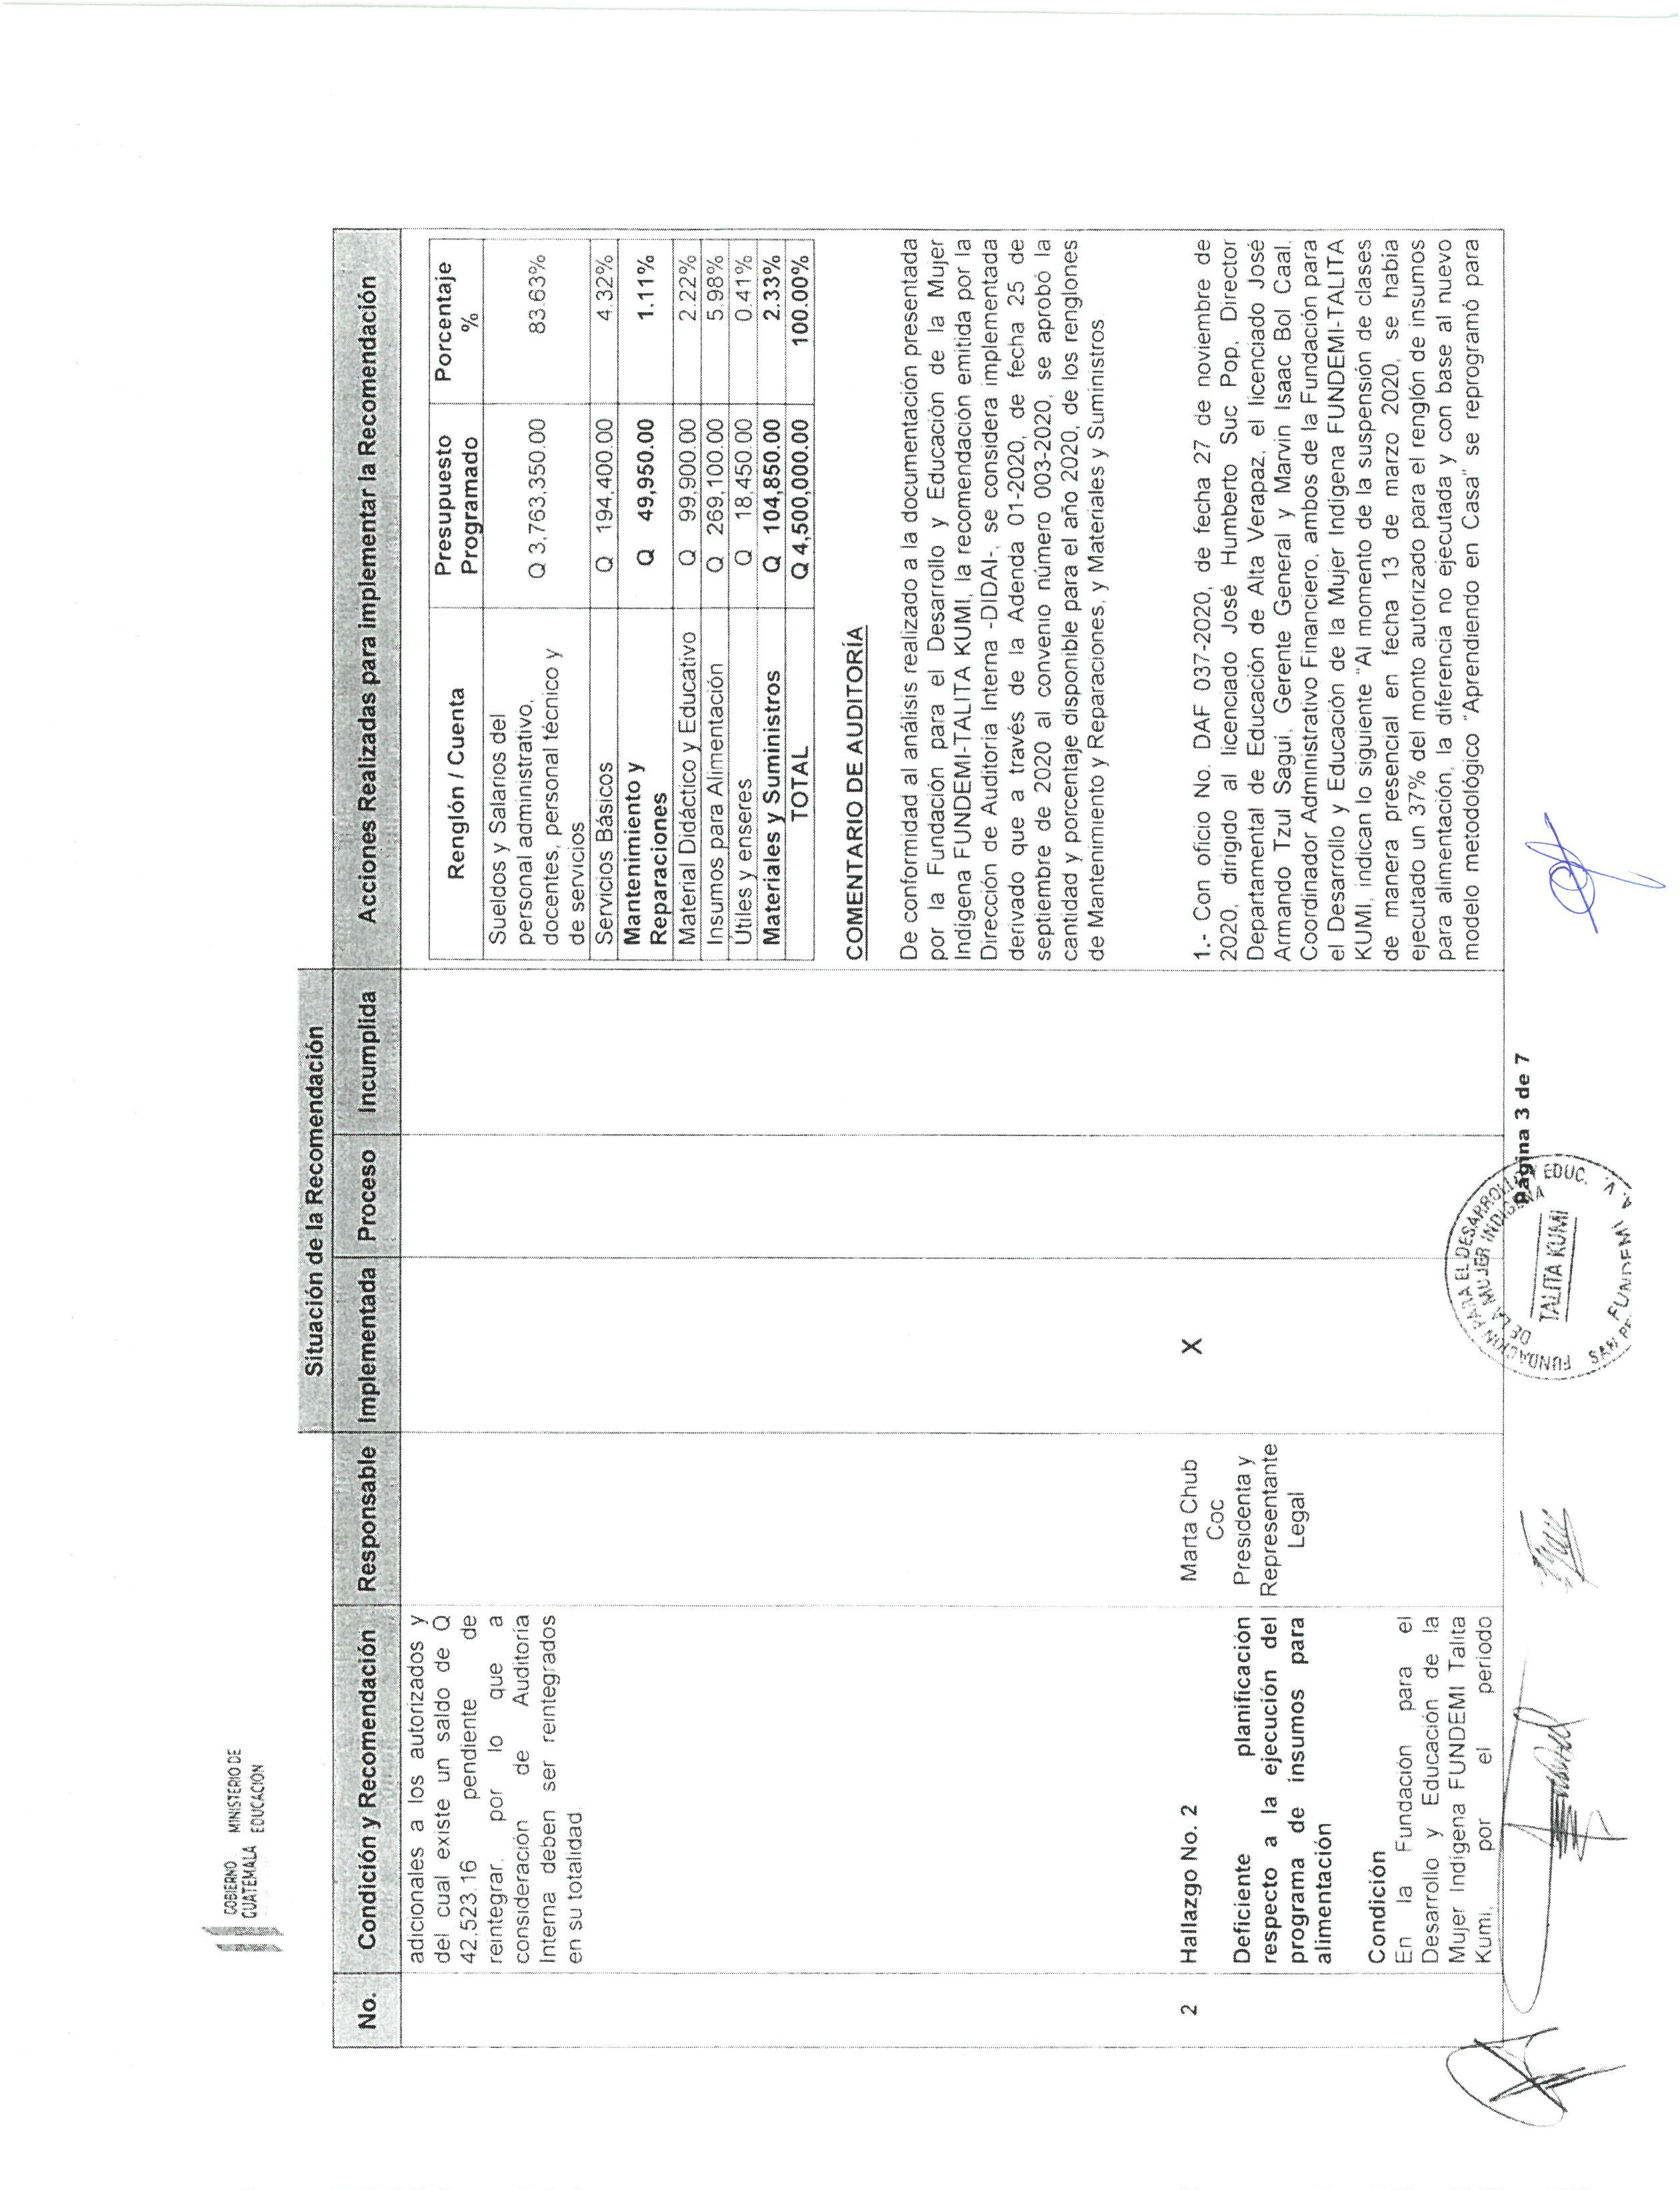 GOBIERNO MINISTERIO DE
GUATEMALA EDUCACIÓN
Situación de la Recomendación
No. Condición y Recomendación Responsable Implementada Proceso Incumplida Acciones Realizadas para implementar la Recomendación
adicionales a los autorizados y
del cual existe un saldo de Q
42,523.16 pendiente de
reintegrar, por lo que a
consideración de Auditoría
Interna deben ser reintegrados
en su totalidad
Renglón / Cuenta Presupuesto Programado Porcentaje %
Sueldos y Salarios del
personal administrativo,
docentes, personal técnico y
de servicios Q 3,763,350.00 83.63%
Servicios Básicos Q 194,400.00 4.32%
Mantenimiento y
Reparaciones Q 49,950.00 1.11%
Material Didáctico y Educativo Q 99,900.00 2.22%
Insumos para Alimentación Q 269,100.00 5.98%
Útiles y enseres Q 18,450.00 0.41%
Materiales y Suministros Q 104,850.00 2.33%
TOTAL Q 4,500,000.00 100.00%
COMENTARIO DE AUDITORÍA
De conformidad al análisis realizado a la documentación presentada
por la Fundación para el Desarrollo y Educación de la Mujer
Indígena FUNDEMI-TALITA KUMI, la recomendación emitida por la
Dirección de Auditoria Interna -DIDAI-, se considera implementada
derivado que a través de la Adenda 01-2020, de fecha 25 de
septiembre de 2020 al convenio número 003-2020, se aprobó la
cantidad y porcentaje disponible para el año 2020, de los renglones
de Mantenimiento y Reparaciones, y Materiales y Suministros
2 Hallazgo No. 2
Deficiente planificación
respecto a la ejecución del
programa de insumos para
alimentación
Condición
En la Fundación para el
Desarrollo y Educación de la
Mujer Indígena FUNDEMI Talita
Kumi, por el periodo
Marta Chub
Coc
Presidenta y
Representante
Legal
X
1.- Con oficio No. DAF 037-2020, de fecha 27 de noviembre de
2020, dirigido al licenciado José Humberto Suc Pop, Director
Departamental de Educación de Alta Verapaz, el licenciado José
Armando Tzul Sagui, Gerente General y Marvin Isaac Bol Caal,
Coordinador Administrativo Financiero, ambos de la Fundación para
el Desarrollo y Educación de la Mujer Indígena FUNDEMI-TALITA
KUMI, indican lo siguiente "Al momento de la suspensión de clases
de manera presencial en fecha 13 de marzo 2020, se había
ejecutado un 37% del monto autorizado para el renglón de insumos
para alimentación, la diferencia no ejecutada y con base al nuevo
modelo metodológico "Aprendiendo en Casa" se reprogramó para
Página 3 de 7
FUNDACION PARA EL DESARROLLO Y EDUC.
DE LA MUJER INDIGENA
TALITA KUMI
FUNDEMI